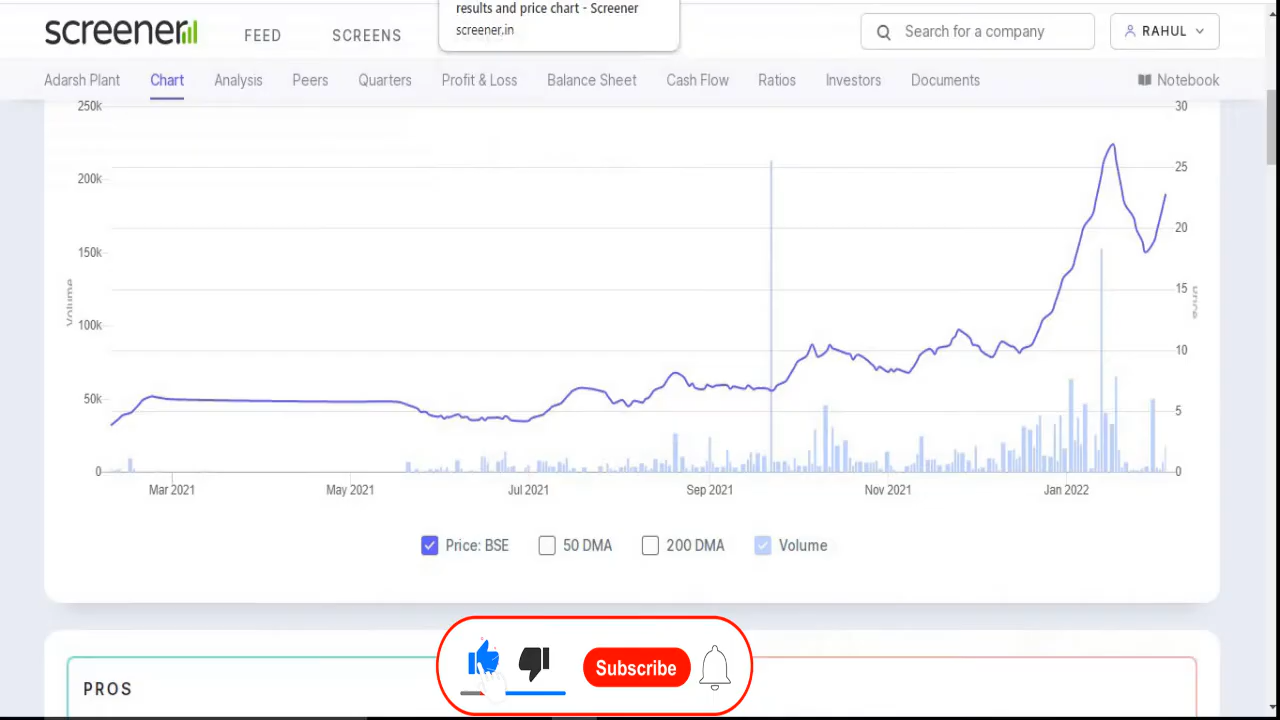 results and price chart - Screener
screener.in
screener
FEED
SCREENS
Search for a company
RAHUL
Adarsh Plant
Chart
Analysis
Peers
Quarters
Profit & Loss
Balance Sheet
Cash Flow
Ratios
Investors
Documents
Notebook
250k
200k
150k
100k
50k
0
Volume
30
25
20
15
10
5
0
Price
Mar 2021
May 2021
Jul 2021
Sep 2021
Nov 2021
Jan 2022
Price: BSE
50 DMA
200 DMA
Volume
PROS
Subscribe